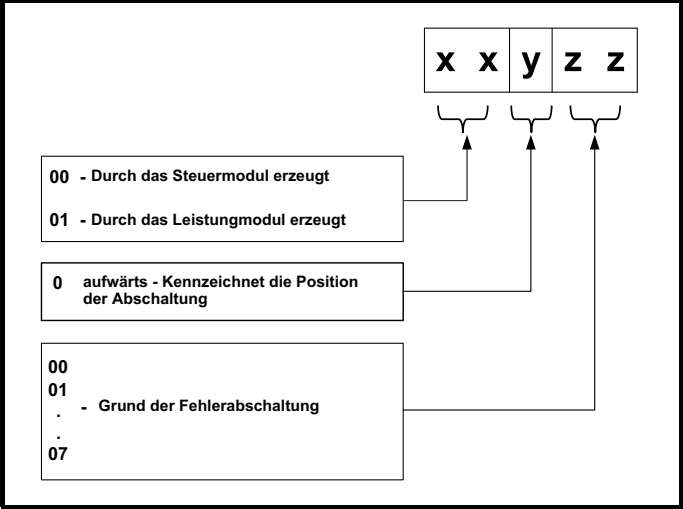 x x y z z
00 - Durch das Steuermodul erzeugt
01 - Durch das Leistungmodul erzeugt
0 aufwärts - Kennzeichnet die Position
der Abschaltung
00
01
.
- Grund der Fehlerabschaltung
.
07